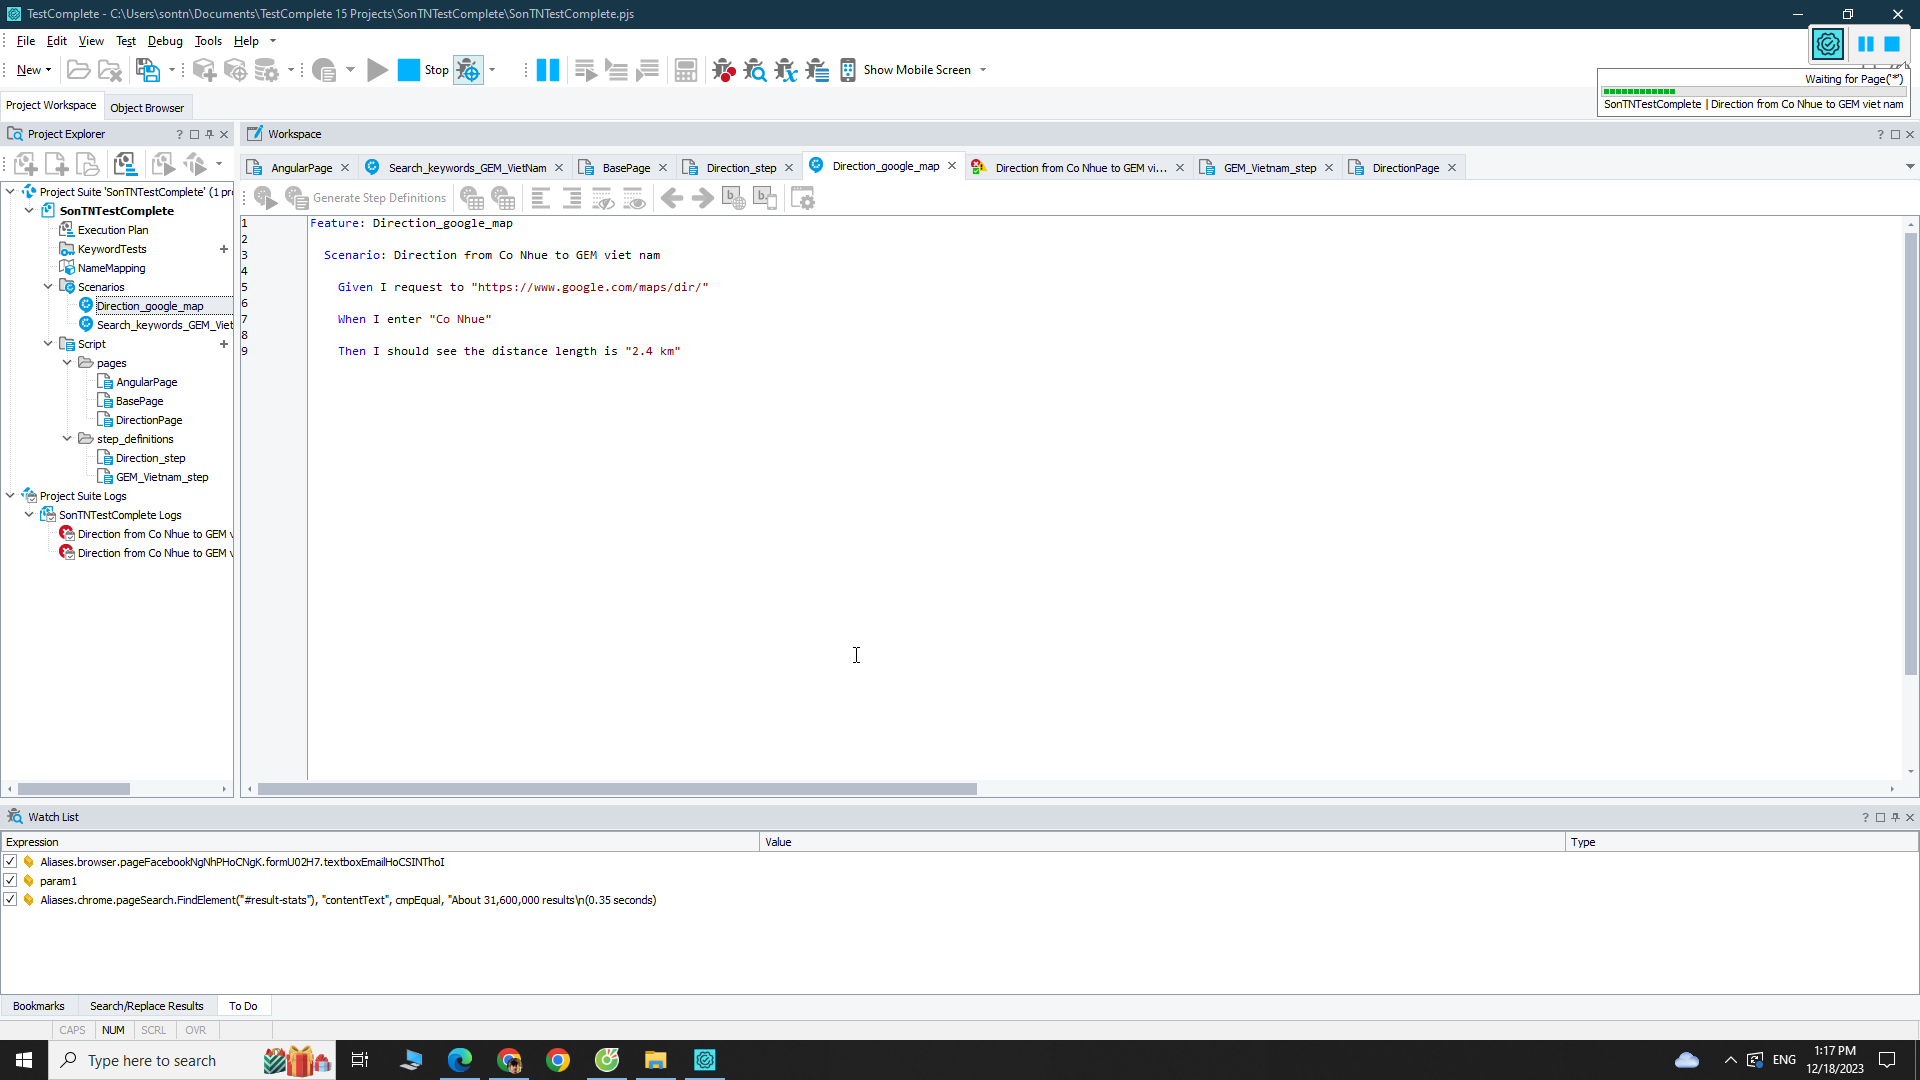 TestComplete - C:\Users\sontn\Documents\TestComplete 15 Projects\SonTNTestComplete\SonTNTestComplete.pjs
File Edit View Test Debug Tools Help
New Stop Show Mobile Screen
Waiting for Page('*')
SonTNTestComplete | Direction from Co Nhue to GEM viet nam
Project Workspace Object Browser
Project Explorer
Workspace
AngularPage Search_keywords_GEM_VietNam BasePage Direction_step Direction_google_map Direction from Co Nhue to GEM vi... GEM_Vietnam_step DirectionPage
Generate Step Definitions
Project Suite 'SonTNTestComplete' (1 pr
SonTNTestComplete
Execution Plan
KeywordTests
NameMapping
Scenarios
Direction_google_map
Search_keywords_GEM_Viet
Script
pages
AngularPage
BasePage
DirectionPage
step_definitions
Direction_step
GEM_Vietnam_step
Project Suite Logs
SonTNTestComplete Logs
Direction from Co Nhue to GEM v
Direction from Co Nhue to GEM v
1 Feature: Direction_google_map
2
3 Scenario: Direction from Co Nhue to GEM viet nam
4
5 Given I request to "https://www.google.com/maps/dir/"
6
7 When I enter "Co Nhue"
8
9 Then I should see the distance length is "2.4 km"
Watch List
Expression Value Type
Aliases.browser.pageFacebookNgNhPHoCNgK.formU02H7.textboxEmailHoCSINThoI
param1
Aliases.chrome.pageSearch.FindElement("#result-stats"), "contentText", cmpEqual, "About 31,600,000 results\n(0.35 seconds)
Bookmarks Search/Replace Results To Do
CAPS NUM SCRL OVR
Type here to search
ENG
1:17 PM
12/18/2023